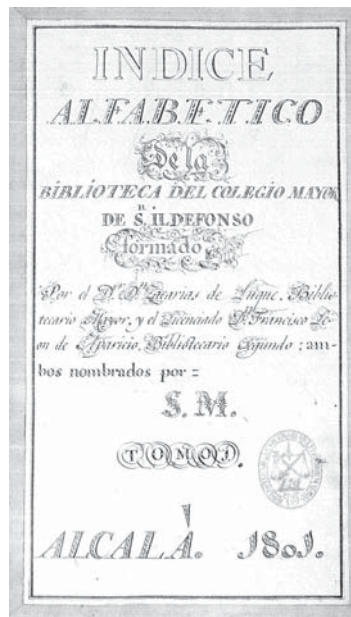 INDICE
ALFABETICO
De la
BIBLIOTECA DEL COLEGIO MAYOR
DE S.n ILDEFONSO
formado
Por el D.r D.n Zacarias de Luque, Biblio
tecario Mayor, y el Licenciado D.n Francisco Le
on de Aparicio, Bibliotecario Segundo; am-
bos nombrados por =
S. M.
TOMO I.
ALCALÁ. 1801.